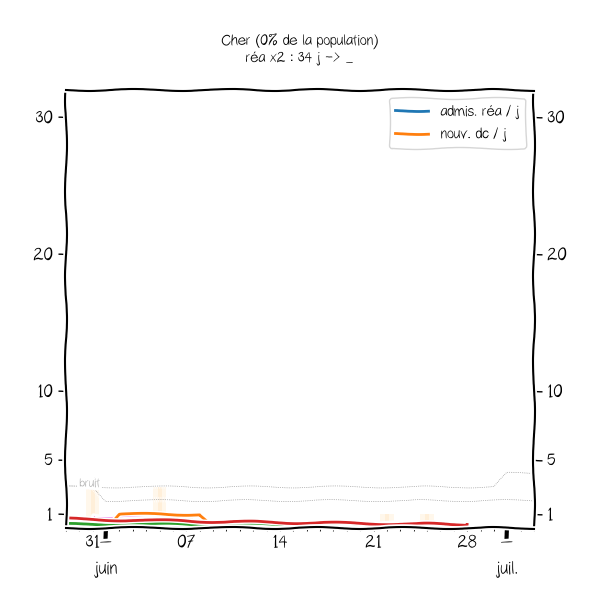 Cher (0% de la population)
réa x2 : 34 j -> _
admis. réa / j
nouv. dc / j
30
30
20
20
10
10
5
5
bruit
1
1
31
07
14
21
28
juin
juil.